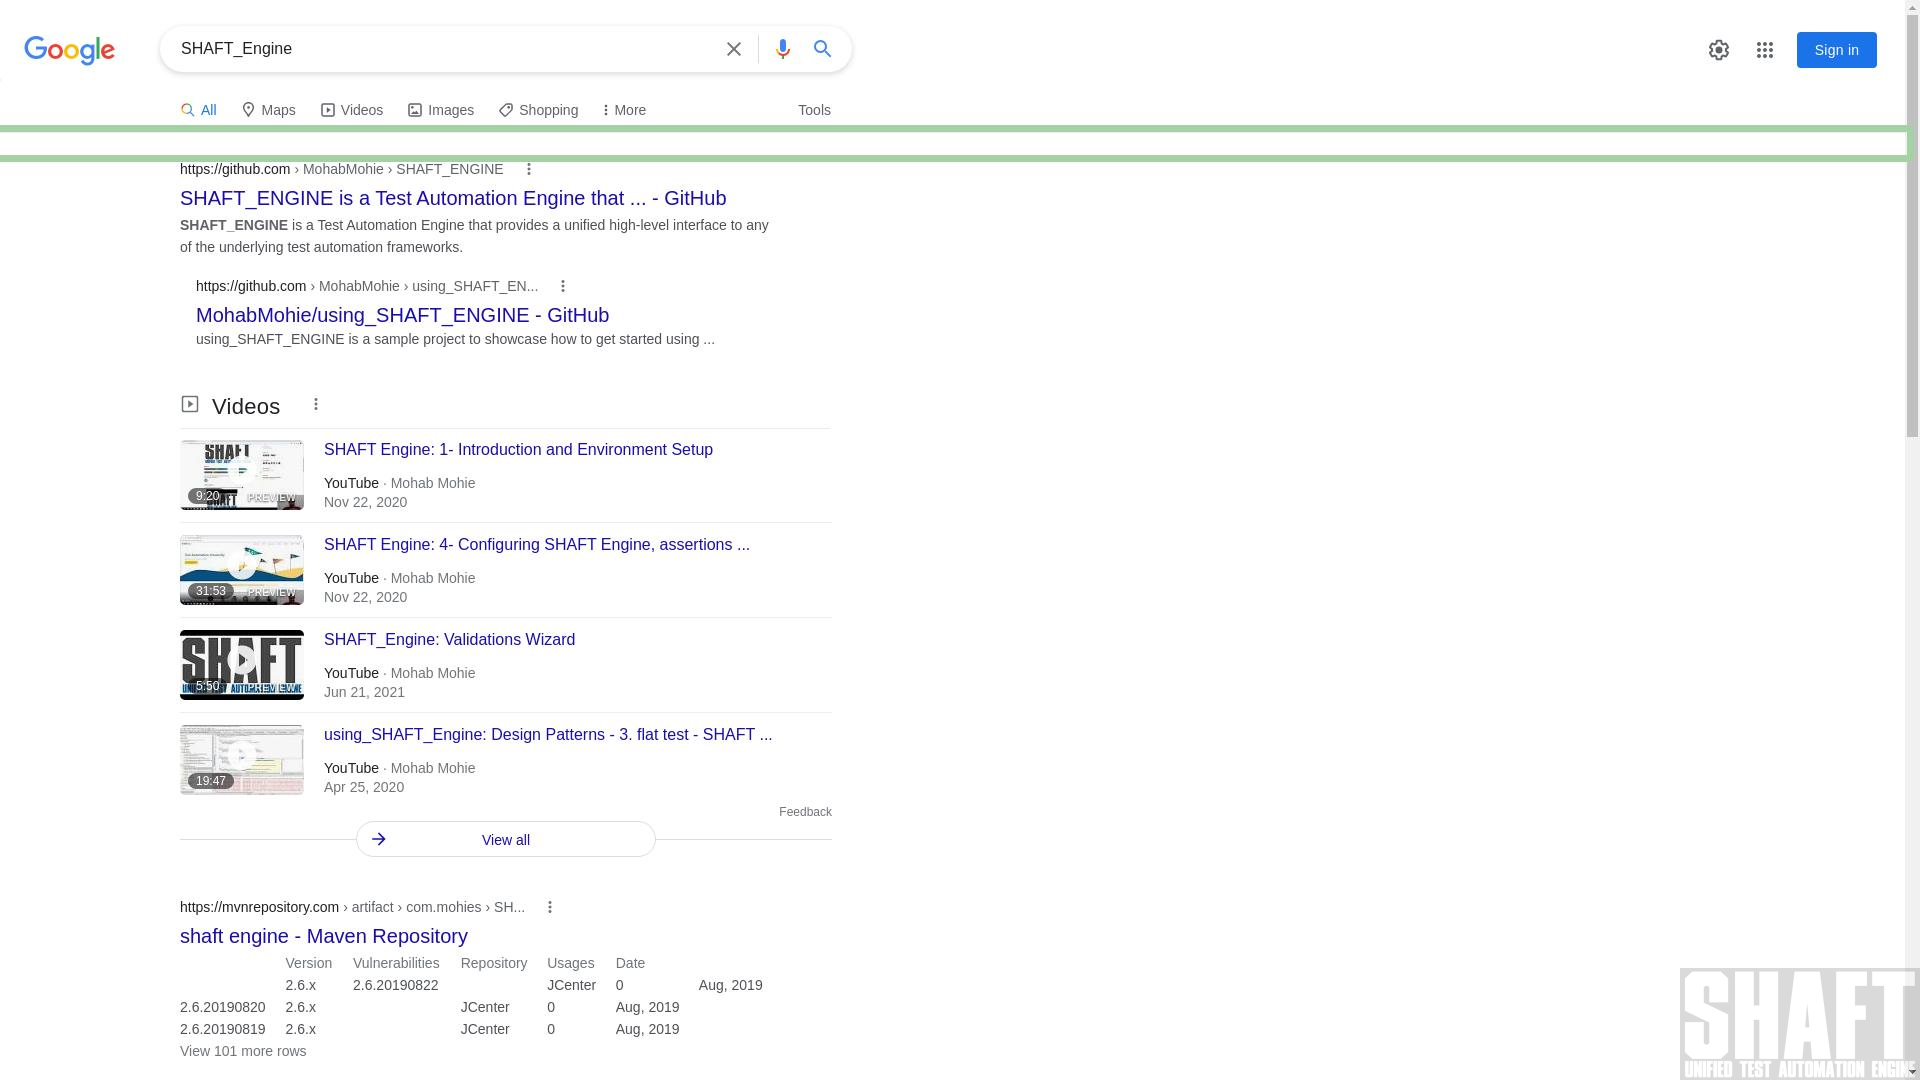 Google
SHAFT_Engine
Sign in
All
Maps
Videos
Images
Shopping
More
Tools
https://github.com › MohabMohie › SHAFT_ENGINE
SHAFT_ENGINE is a Test Automation Engine that ... - GitHub
SHAFT_ENGINE is a Test Automation Engine that provides a unified high-level interface to any
of the underlying test automation frameworks.
https://github.com › MohabMohie › using_SHAFT_EN...
MohabMohie/using_SHAFT_ENGINE - GitHub
using_SHAFT_ENGINE is a sample project to showcase how to get started using ...
Videos
SHAFT
9:20
PREVIEW
SHAFT Engine: 1- Introduction and Environment Setup
YouTube · Mohab Mohie
Nov 22, 2020
31:53
PREVIEW
SHAFT Engine: 4- Configuring SHAFT Engine, assertions ...
YouTube · Mohab Mohie
Nov 22, 2020
SHAFT
5:50
PREVIEW
SHAFT_Engine: Validations Wizard
YouTube · Mohab Mohie
Jun 21, 2021
19:47
using_SHAFT_Engine: Design Patterns - 3. flat test - SHAFT ...
YouTube · Mohab Mohie
Apr 25, 2020
Feedback
View all
https://mvnrepository.com › artifact › com.mohies › SH...
shaft engine - Maven Repository
Version Vulnerabilities Repository Usages Date
2.6.x 2.6.20190822 JCenter 0 Aug, 2019
2.6.20190820 2.6.x JCenter 0 Aug, 2019
2.6.20190819 2.6.x JCenter 0 Aug, 2019
View 101 more rows
SHAFT
UNIFIED TEST AUTOMATION ENGINE